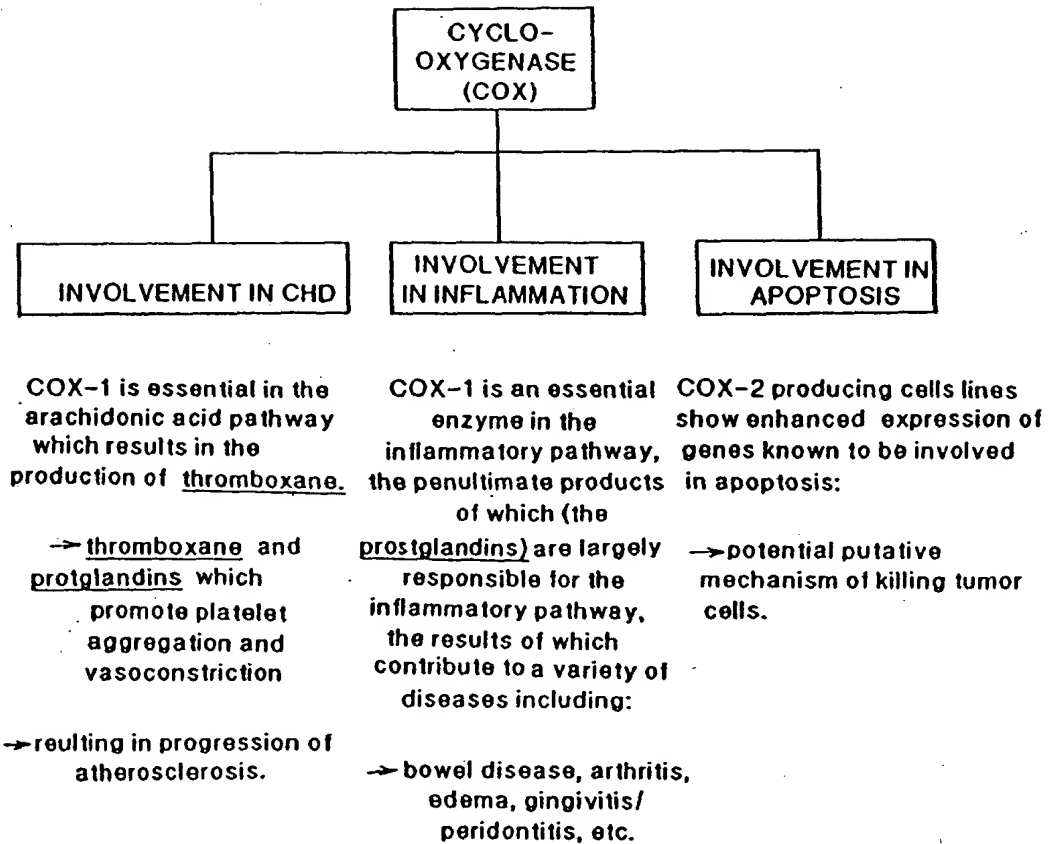 CYCLO-
OXYGENASE
(COX)
INVOLVEMENT IN CHD
INVOLVEMENT
IN INFLAMMATION
INVOLVEMENT IN
APOPTOSIS
COX-1 is essential in the
arachidonic acid pathway
which results in the
production of thromboxane.
→ thromboxane and
protglandins which
promote platelet
aggregation and
vasoconstriction
→ reulting in progression of
atherosclerosis.
COX-1 is an essential
enzyme in the
inflammatory pathway,
the penultimate products
of which (the
prostglandins) are largely
responsible for the
inflammatory pathway,
the results of which
contribute to a variety of
diseases including:
→ bowel disease, arthritis,
edema, gingivitis/
peridontitis, etc.
COX-2 producing cells lines
show enhanced expression of
genes known to be involved
in apoptosis:
→ potential putative
mechanism of killing tumor
cells.